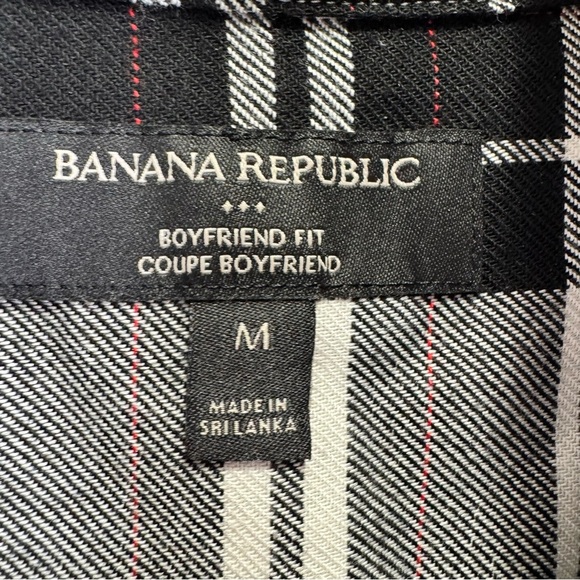 BANANA REPUBLIC
BOYFRIEND FIT
COUPE BOYFRIEND
M
MADE IN
SRI LANKA